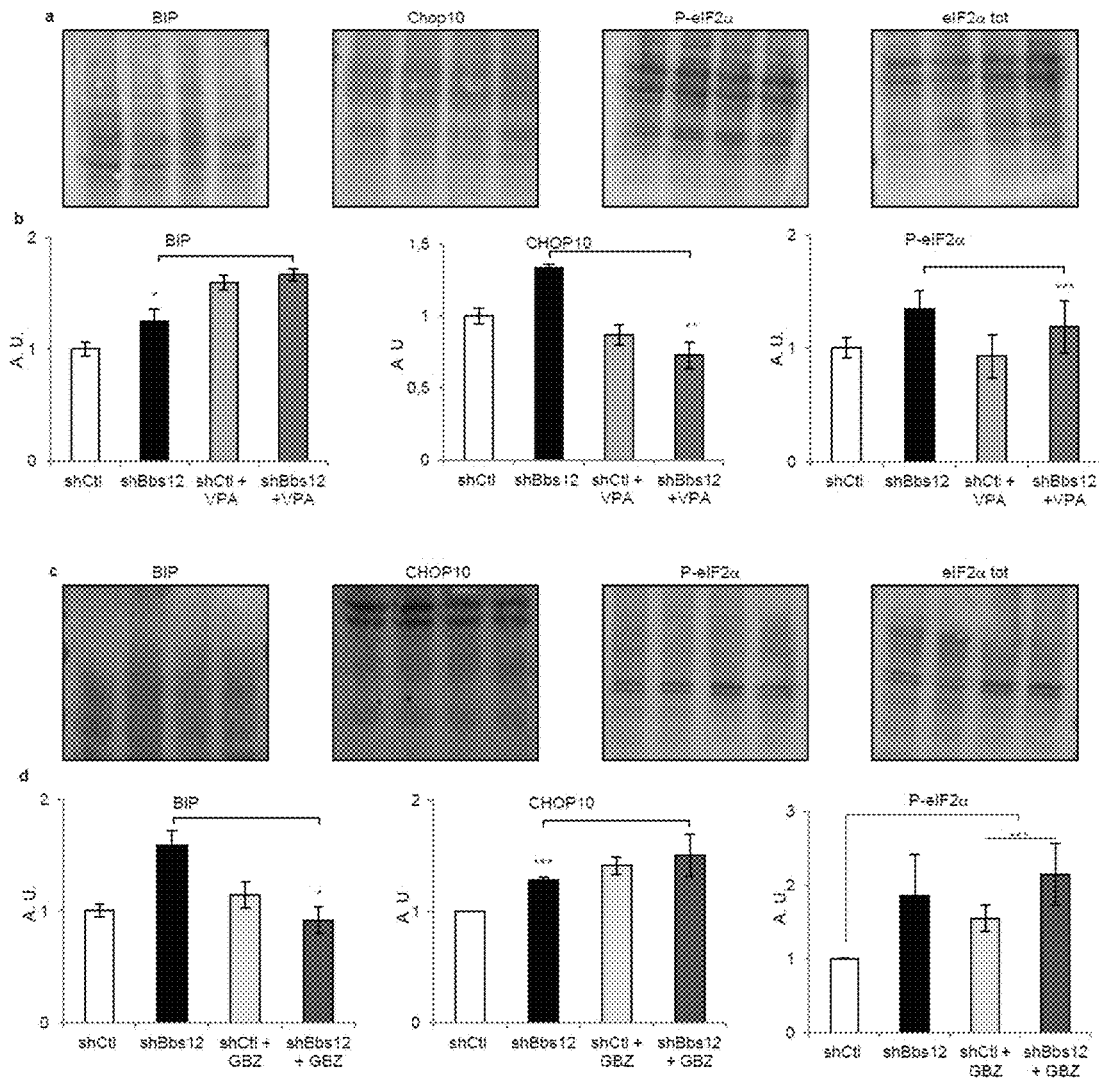 a
BIP
Chop10
P-eIF2α
eIF2α tot
b
BIP
2
1
0
A. U.
shCtl
shBbs12
shCtl + VPA
shBbs12 +VPA
CHOP10
1,5
1
0,5
0
A. U
shCtl
shBbs12
shCtl + VPA
shBbs12 +VPA
P-eIF2α
2
1
0
A. U.
shCtl
shBbs12
shCtl + VPA
shBbs12 +VPA
c
BIP
CHOP10
P-eIF2α
eIF2α tot
d
BIP
2
1
0
A. U.
shCtl
shBbs12
shCtl + GBZ
shBbs12 + GBZ
CHOP10
2
1
0
A. U.
shCtl
shBbs12
shCtl + GBZ
shBbs12 + GBZ
P-eIF2α
3
2
1
0
A. U.
shCtl
shBbs12
shCtl + GBZ
shBbs12 + GBZ